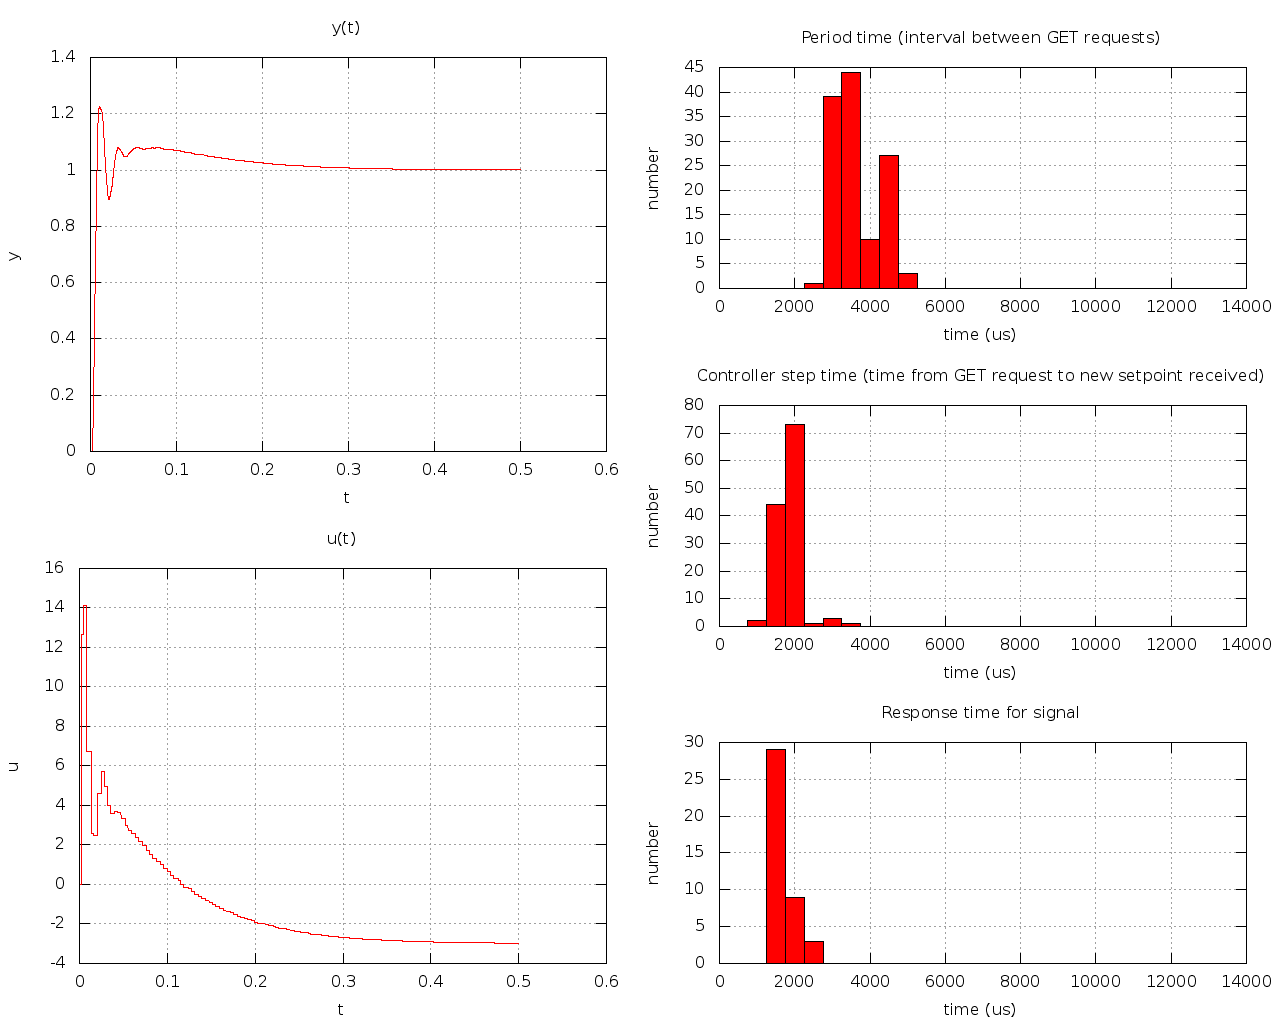 y(t)
1.4
1.2
1
0.8
0.6
0.4
0.2
0
y
0 0.1 0.2 0.3 0.4 0.5 0.6
t
u(t)
16
14
12
10
8
6
4
2
0
-2
-4
u
0 0.1 0.2 0.3 0.4 0.5 0.6
t
Period time (interval between GET requests)
45
40
35
30
25
20
15
10
5
0
number
0 2000 4000 6000 8000 10000 12000 14000
time (us)
Controller step time (time from GET request to new setpoint received)
80
70
60
50
40
30
20
10
0
number
0 2000 4000 6000 8000 10000 12000 14000
time (us)
Response time for signal
30
25
20
15
10
5
0
number
0 2000 4000 6000 8000 10000 12000 14000
time (us)